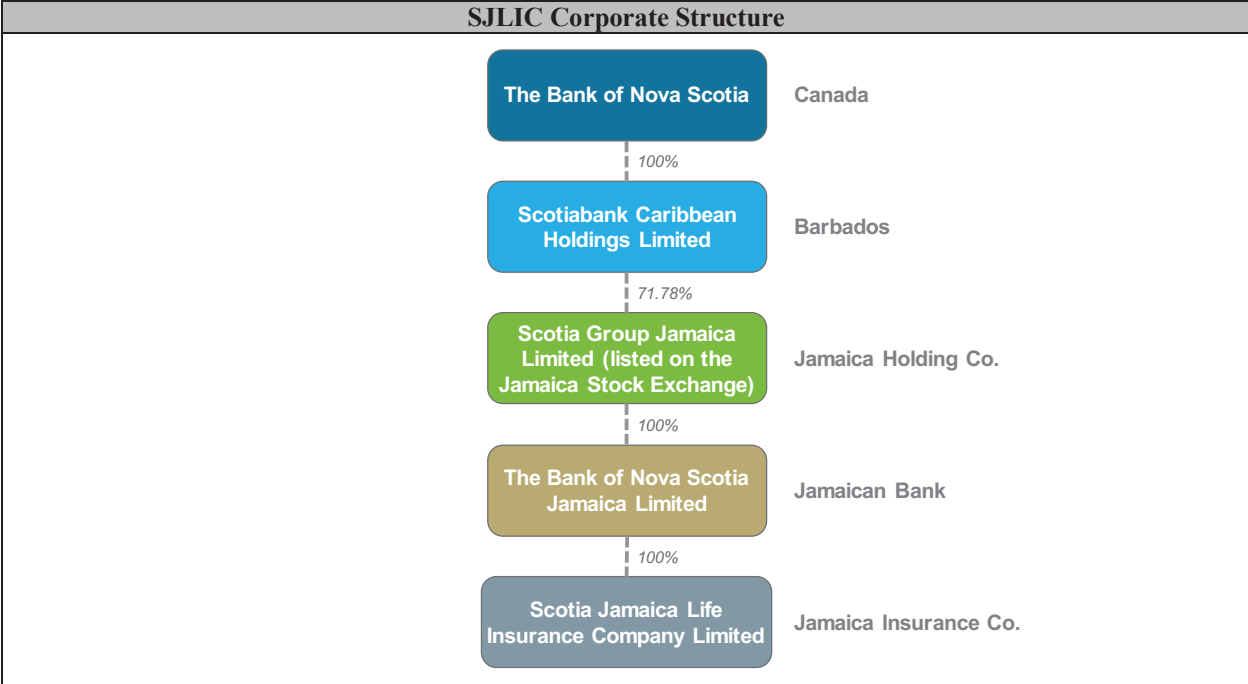 SJLIC Corporate Structure
The Bank of Nova Scotia
Canada
100%
Scotiabank Caribbean
Holdings Limited
Barbados
71.78%
Scotia Group Jamaica
Limited (listed on the
Jamaica Stock Exchange)
Jamaica Holding Co.
100%
The Bank of Nova Scotia
Jamaica Limited
Jamaican Bank
100%
Scotia Jamaica Life
Insurance Company Limited
Jamaica Insurance Co.